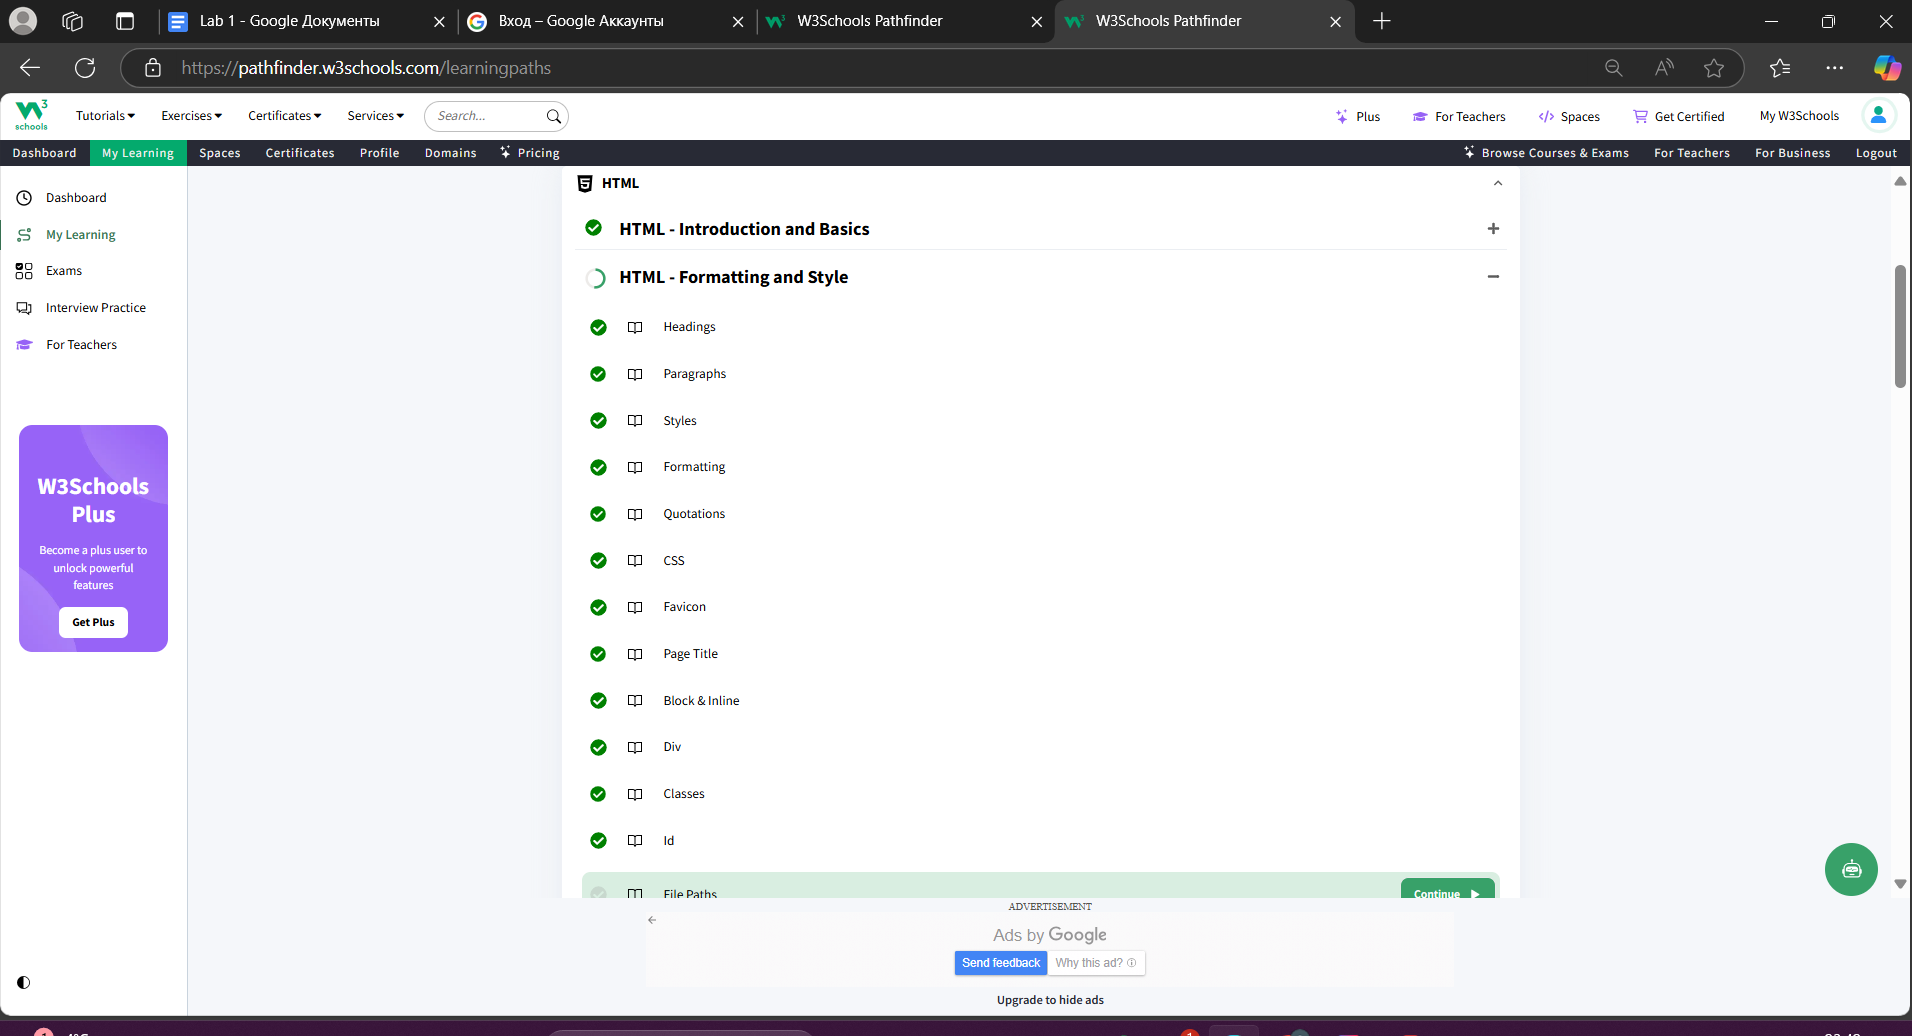 Lab 1 - Google Документы
Вход – Google Аккаунты
W3Schools Pathfinder
W3Schools Pathfinder
https://pathfinder.w3schools.com/learningpaths
3
schools
Tutorials
Exercises
Certificates
Services
Search...
Plus
For Teachers
Spaces
Get Certified
My W3Schools
Dashboard
My Learning
Spaces
Certificates
Profile
Domains
Pricing
Browse Courses & Exams
For Teachers
For Business
Logout
Dashboard
My Learning
Exams
Interview Practice
For Teachers
W3Schools
Plus
Become a plus user to
unlock powerful
features
Get Plus
HTML
HTML - Introduction and Basics
HTML - Formatting and Style
Headings
Paragraphs
Styles
Formatting
Quotations
CSS
Favicon
Page Title
Block & Inline
Div
Classes
Id
File Paths
Continue
ADVERTISEMENT
Ads by Google
Send feedback
Why this ad?
Upgrade to hide ads